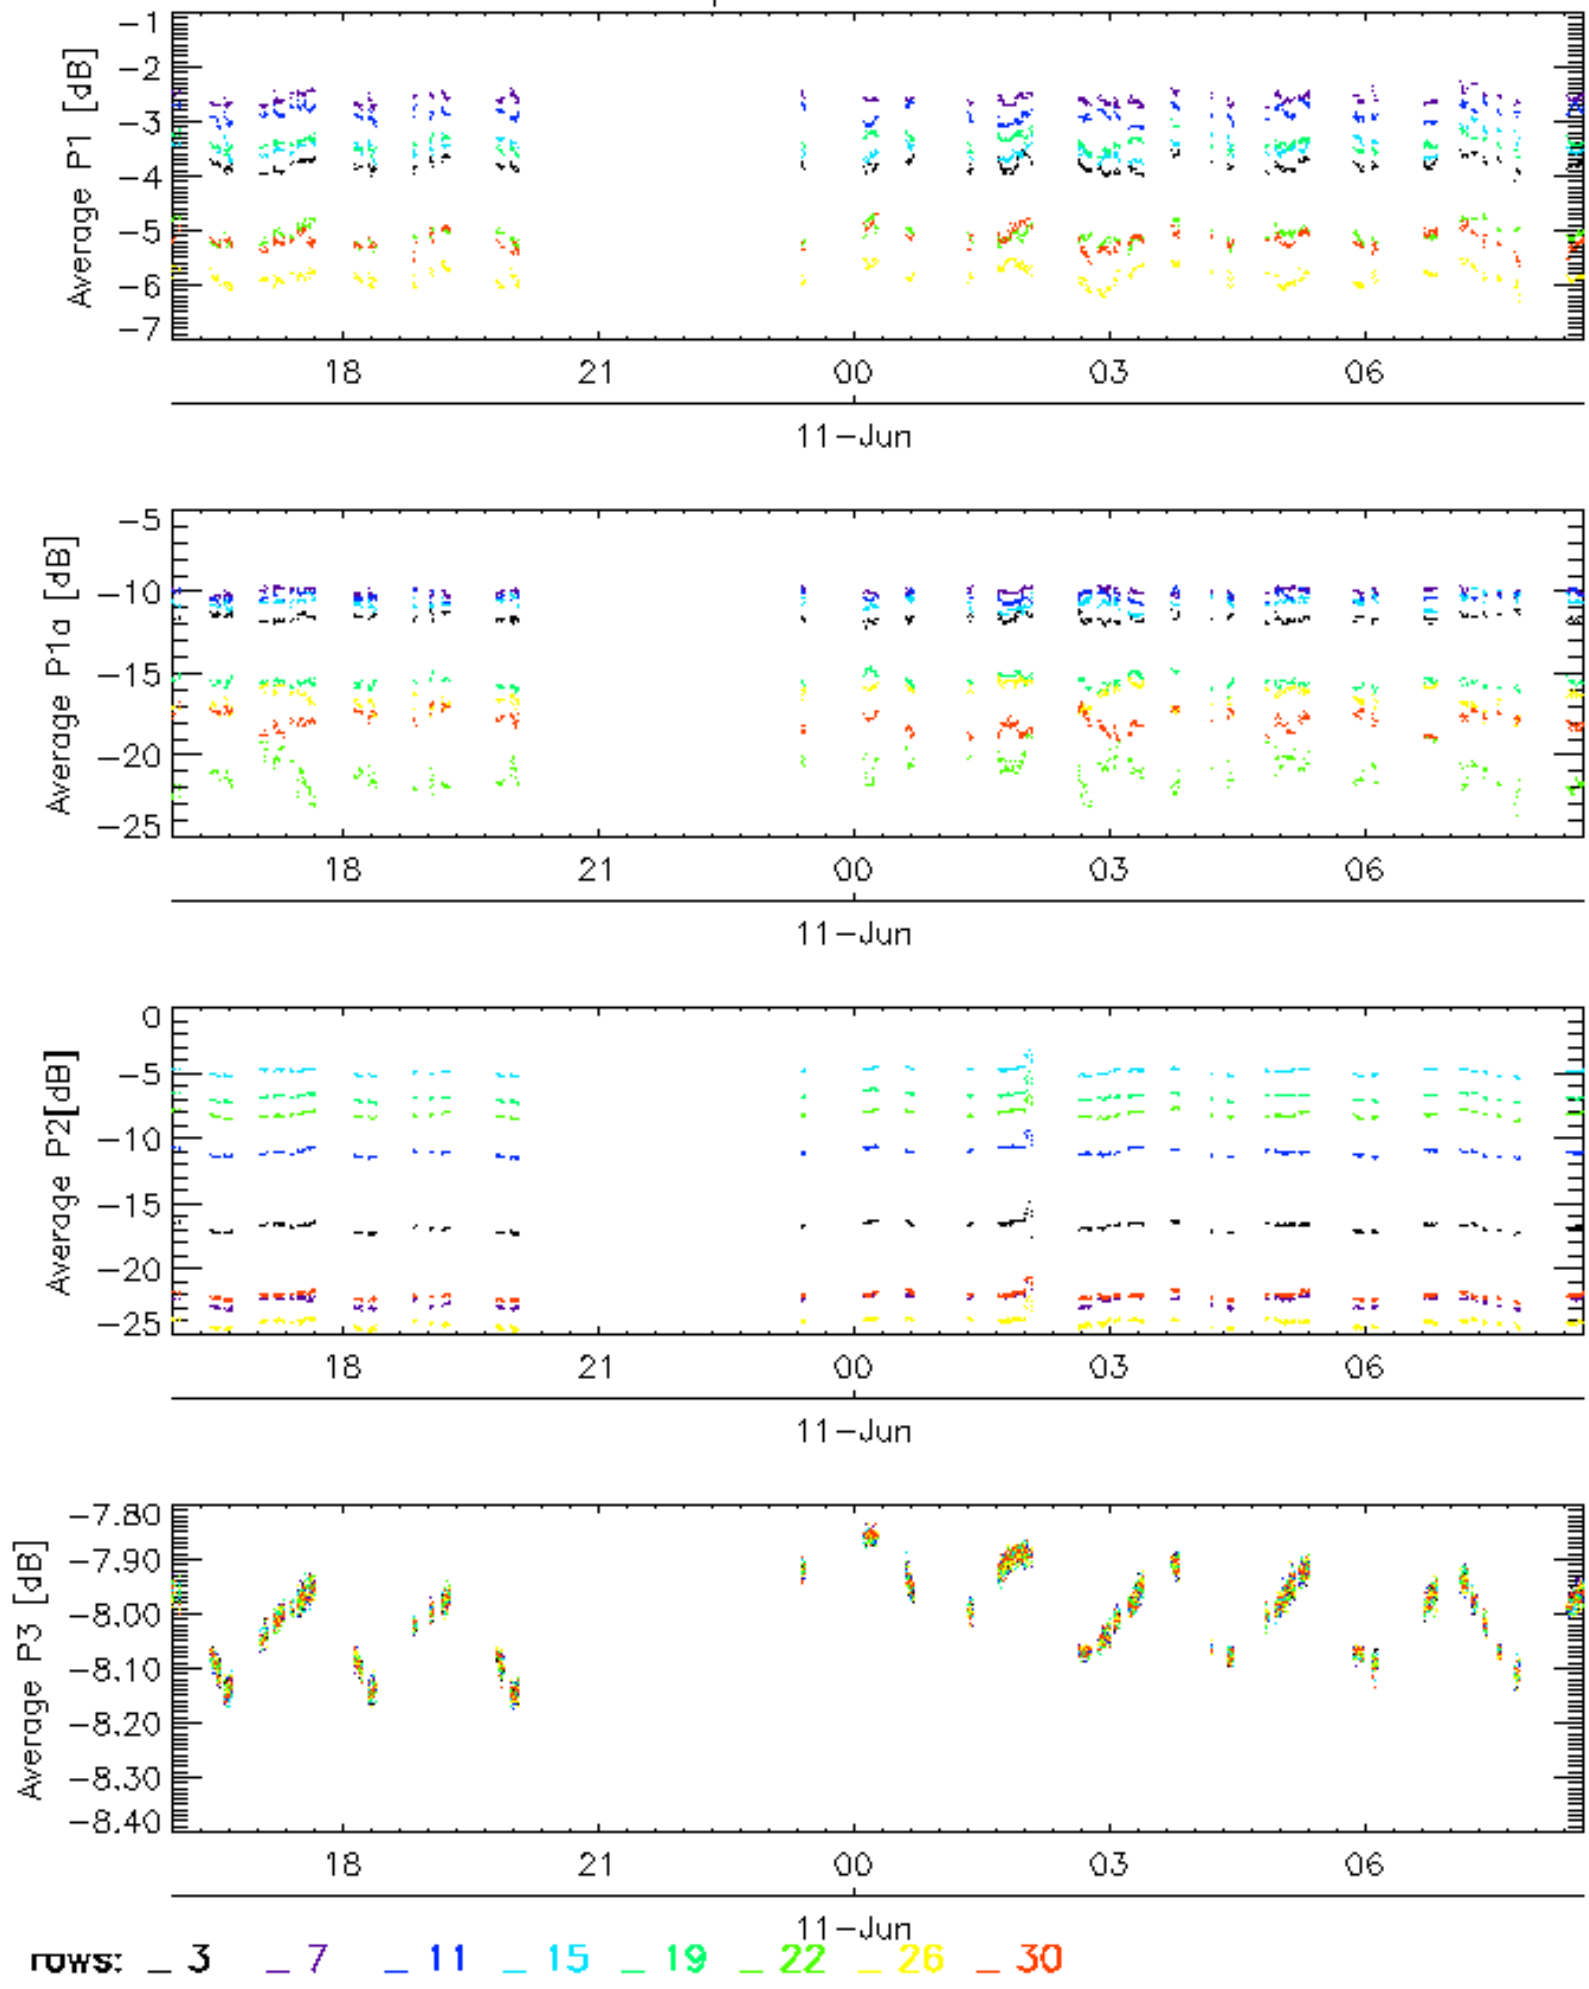 Average P1 [dB]
-1
-2
-3
-4
-5
-6
-7
18 21 00 03 06
11-Jun
Average P1a [dB]
-5
-10
-15
-20
-25
18 21 00 03 06
11-Jun
Average P2[dB]
0
-5
-10
-15
-20
-25
18 21 00 03 06
11-Jun
Average P3 [dB]
-7.80
-7.90
-8.00
-8.10
-8.20
-8.30
-8.40
18 21 00 03 06
11-Jun
rows: _ 3 _ 7 _ 11 _ 15 _ 19 _ 22 _ 26 _ 30